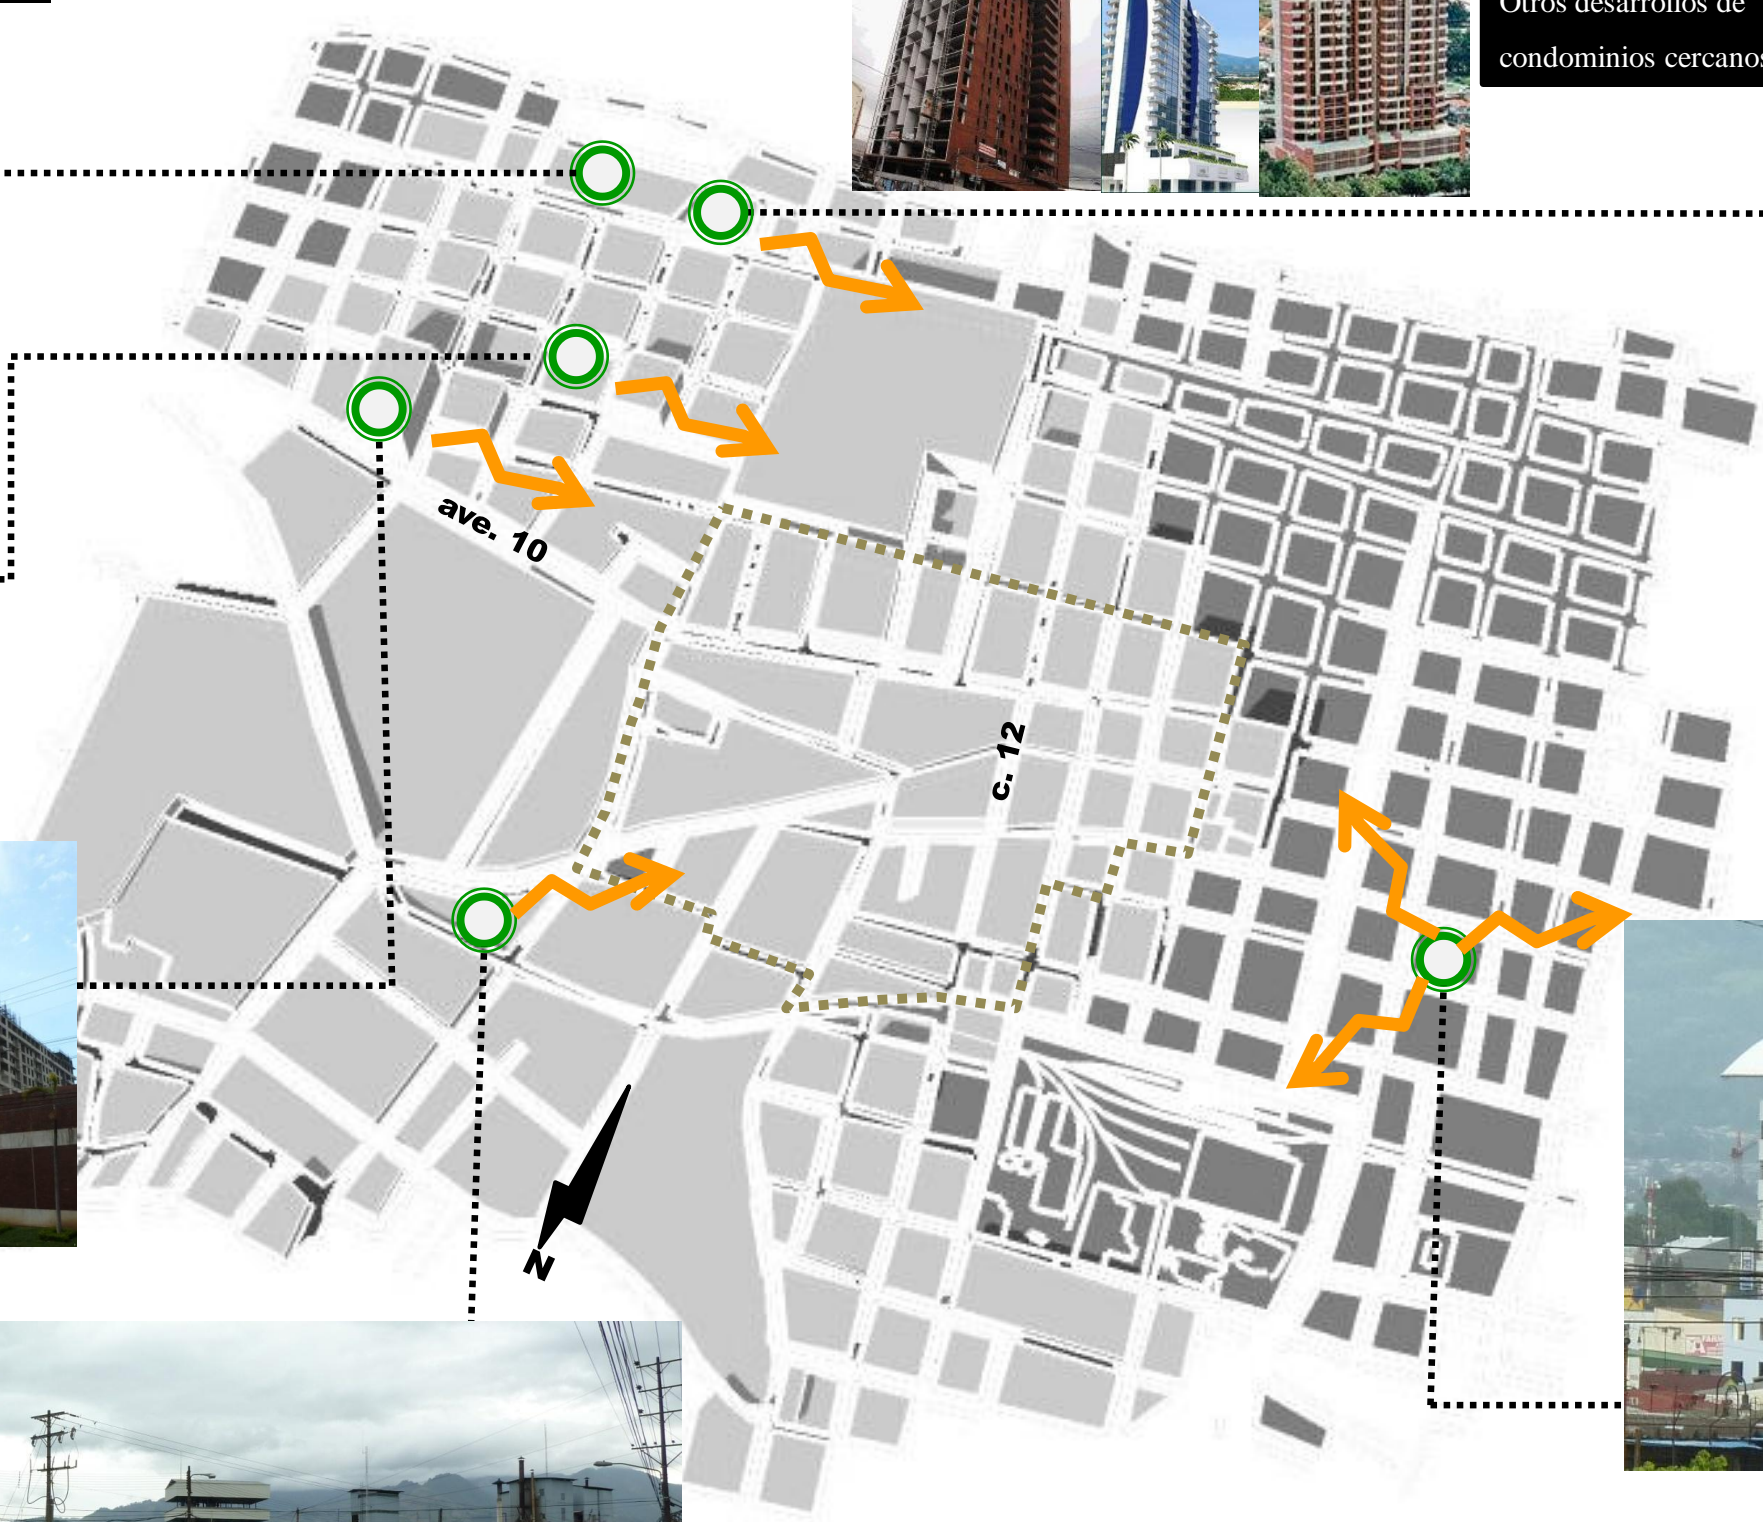 Otros desarrollos de
condominios cercanos
ave. 10
c. 12
N